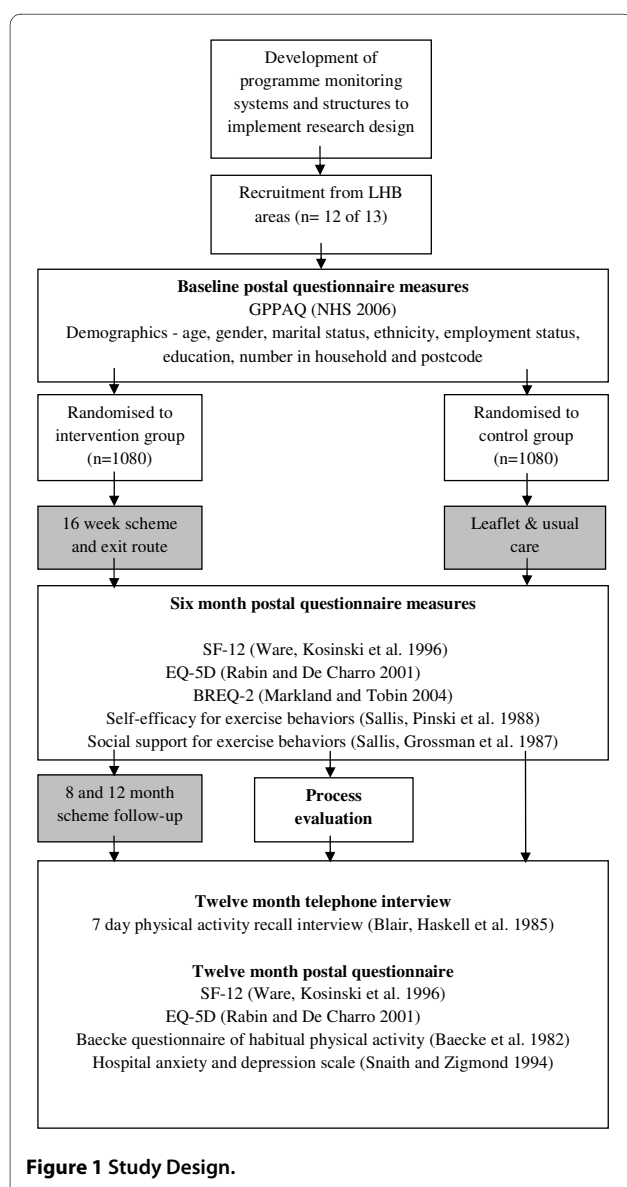 Development of
programme monitoring
systems and structures to
implement research design
Recruitment from LHB
areas (n= 12 of 13)
Baseline postal questionnaire measures
GPPAQ (NHS 2006)
Demographics - age, gender, marital status, ethnicity, employment status,
education, number in household and postcode
Randomised to
intervention group
(n=1080)
Randomised to
control group
(n=1080)
16 week scheme
and exit route
Leaflet & usual
care
Six month postal questionnaire measures
SF-12 (Ware, Kosinski et al. 1996)
EQ-5D (Rabin and De Charro 2001)
BREQ-2 (Markland and Tobin 2004)
Self-efficacy for exercise behaviors (Sallis, Pinski et al. 1988)
Social support for exercise behaviors (Sallis, Grossman et al. 1987)
8 and 12 month
scheme follow-up
Process
evaluation
Twelve month telephone interview
7 day physical activity recall interview (Blair, Haskell et al. 1985)
Twelve month postal questionnaire
SF-12 (Ware, Kosinski et al. 1996)
EQ-5D (Rabin and De Charro 2001)
Baecke questionnaire of habitual physical activity (Baecke et al. 1982)
Hospital anxiety and depression scale (Snaith and Zigmond 1994)
Figure 1 Study Design.